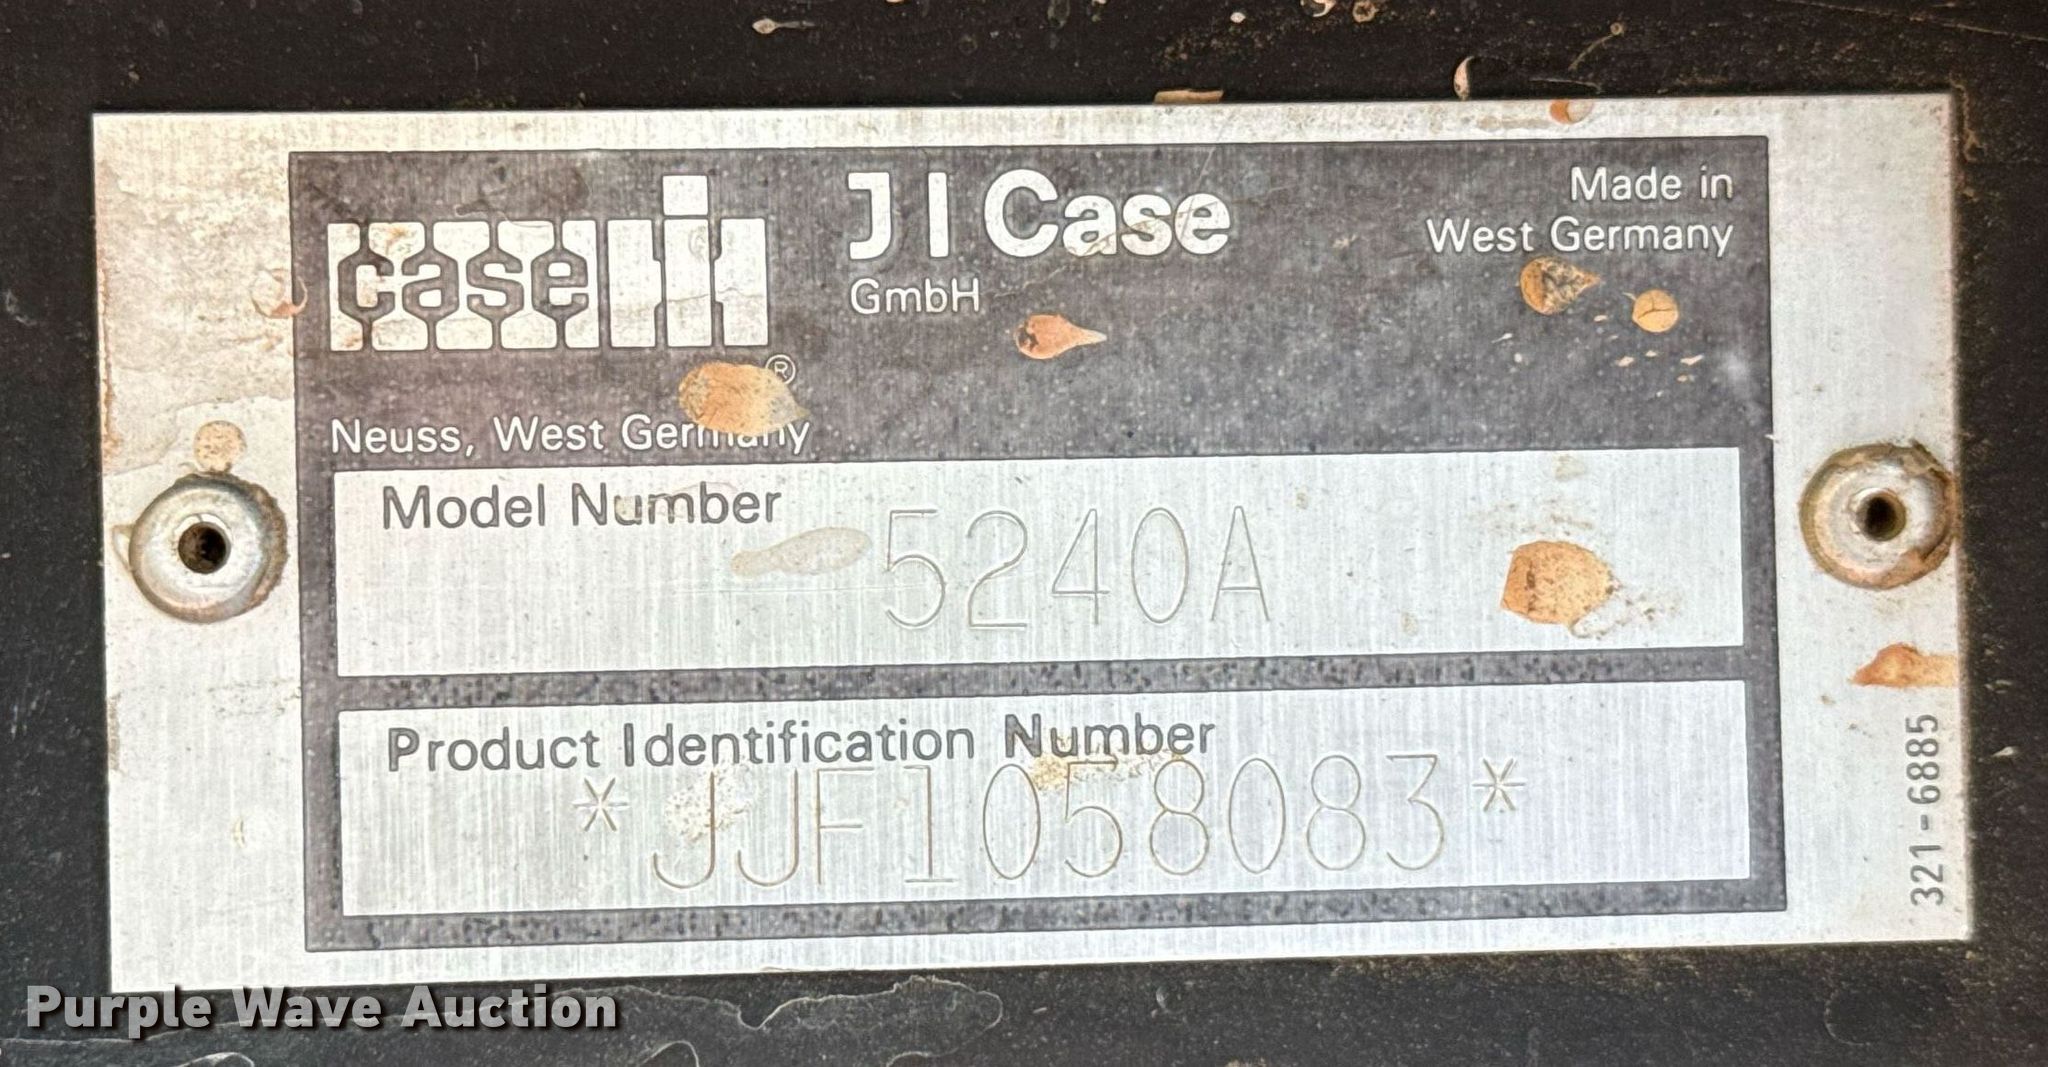 case IH
®
J I Case
GmbH
Made in
West Germany
Neuss, West Germany
Model Number
5240A
Product Identification Number
*JJF1058083*
321-6885
Purple Wave Auction